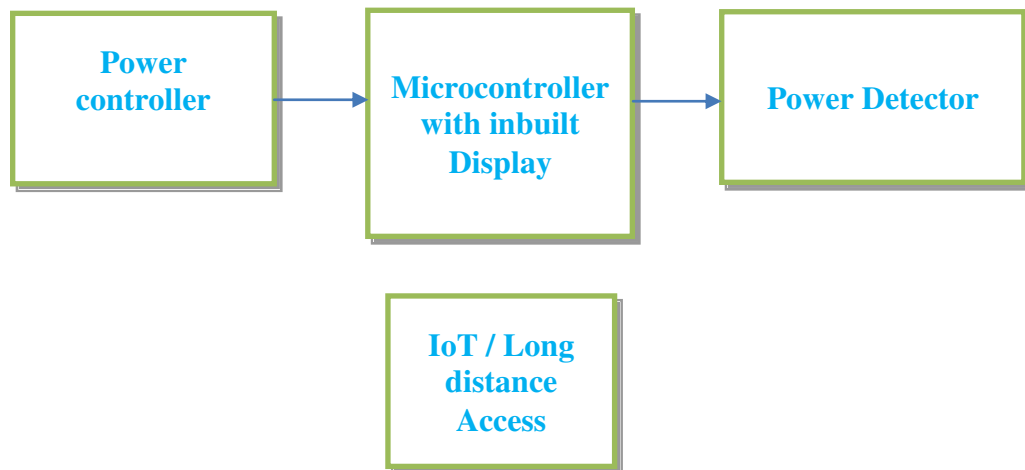 Power
controller
Microcontroller
with inbuilt
Display
Power Detector
IoT / Long
distance
Access